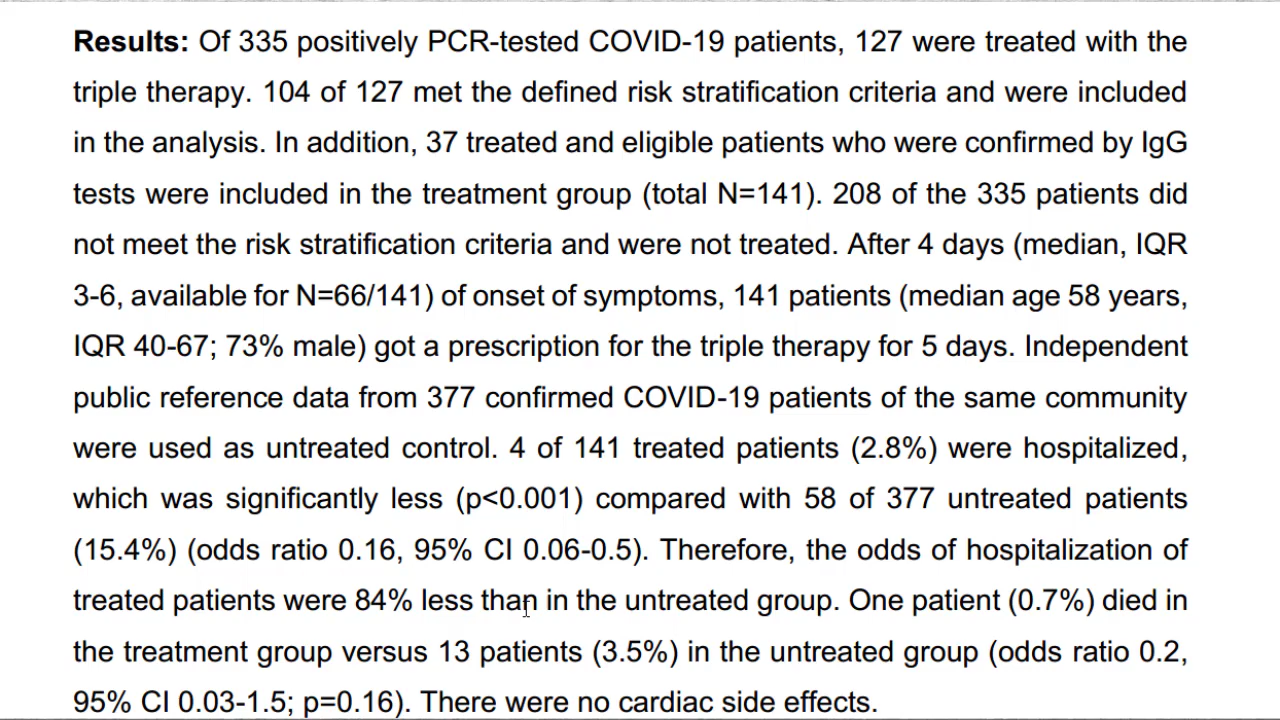 Results: Of 335 positively PCR-tested COVID-19 patients, 127 were treated with the
triple therapy. 104 of 127 met the defined risk stratification criteria and were included
in the analysis. In addition, 37 treated and eligible patients who were confirmed by IgG
tests were included in the treatment group (total N=141). 208 of the 335 patients did
not meet the risk stratification criteria and were not treated. After 4 days (median, IQR
3-6, available for N=66/141) of onset of symptoms, 141 patients (median age 58 years,
IQR 40-67; 73% male) got a prescription for the triple therapy for 5 days. Independent
public reference data from 377 confirmed COVID-19 patients of the same community
were used as untreated control. 4 of 141 treated patients (2.8%) were hospitalized,
which was significantly less (p<0.001) compared with 58 of 377 untreated patients
(15.4%) (odds ratio 0.16, 95% CI 0.06-0.5). Therefore, the odds of hospitalization of
treated patients were 84% less than in the untreated group. One patient (0.7%) died in
the treatment group versus 13 patients (3.5%) in the untreated group (odds ratio 0.2,
95% CI 0.03-1.5; p=0.16). There were no cardiac side effects.